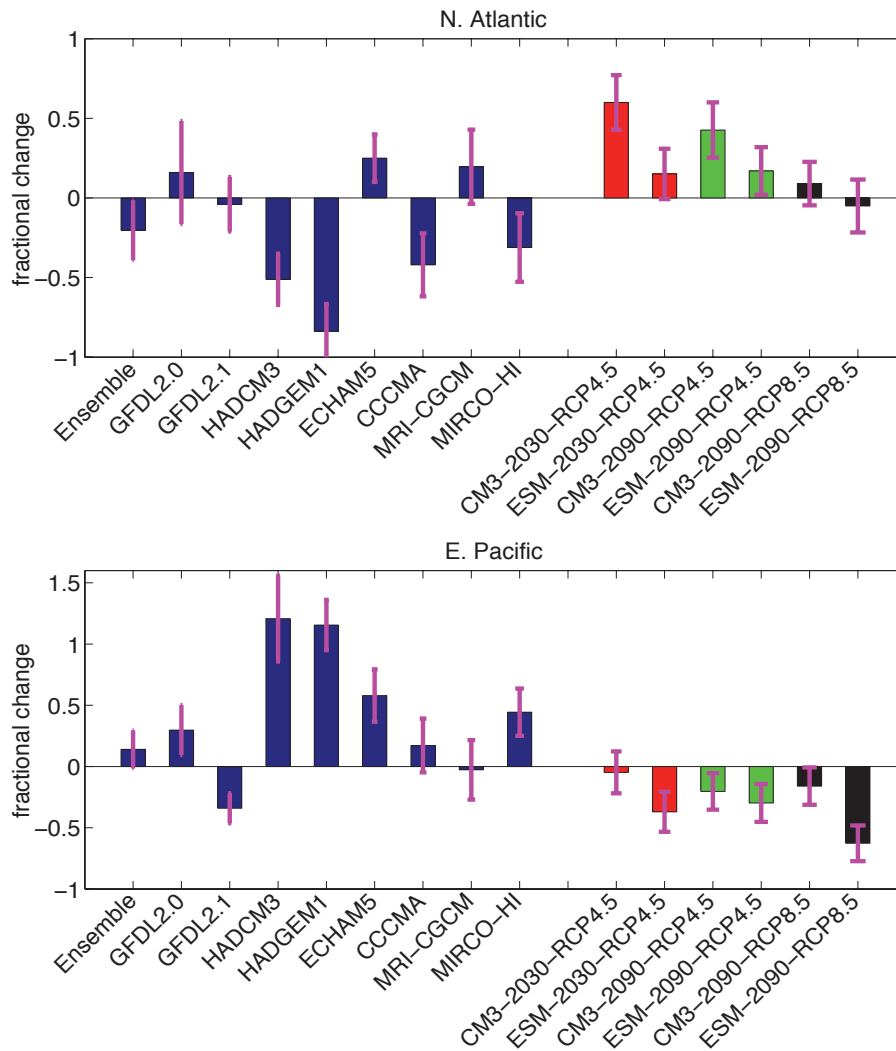 N. Atlantic
1
0.5
0
−0.5
−1
fractional change
Ensemble
GFDL2.0
GFDL2.1
HADCM3
HADGEM1
ECHAM5
CCCMA
MRI−CGCM
MIRCO−HI
CM3−2030−RCP4.5
ESM−2030−RCP4.5
CM3−2090−RCP4.5
ESM−2090−RCP4.5
CM3−2090−RCP8.5
ESM−2090−RCP8.5
E. Pacific
1.5
1
0.5
0
−0.5
−1
fractional change
Ensemble
GFDL2.0
GFDL2.1
HADCM3
HADGEM1
ECHAM5
CCCMA
MRI−CGCM
MIRCO−HI
CM3−2030−RCP4.5
ESM−2030−RCP4.5
CM3−2090−RCP4.5
ESM−2090−RCP4.5
CM3−2090−RCP8.5
ESM−2090−RCP8.5